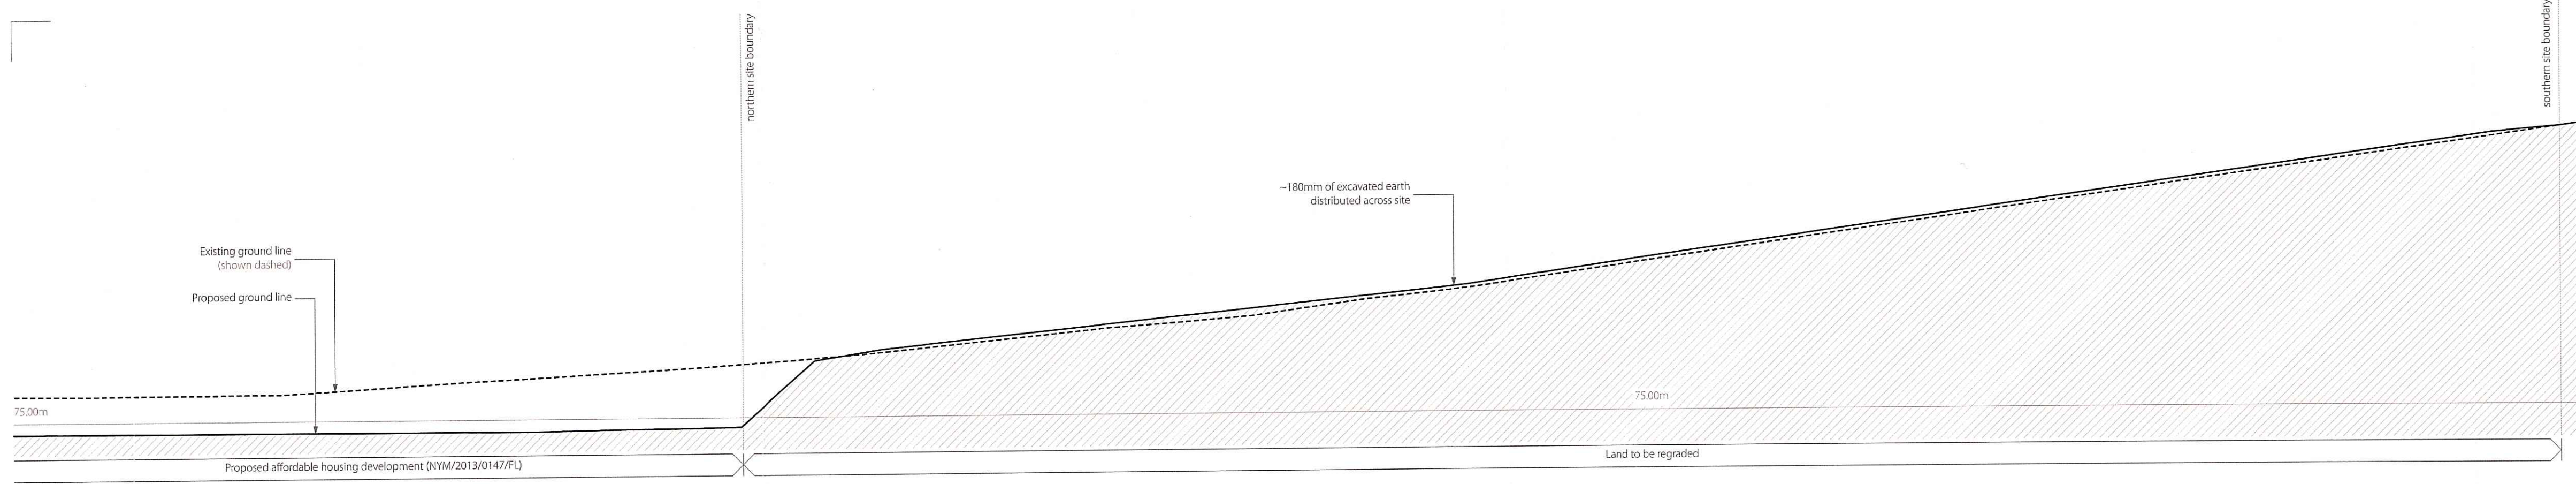 northern site boundary
southern site boundary
~180mm of excavated earth
distributed across site
Existing ground line
(shown dashed)
Proposed ground line
75.00m
75.00m
Proposed affordable housing development (NYM/2013/0147/FL)
Land to be regraded